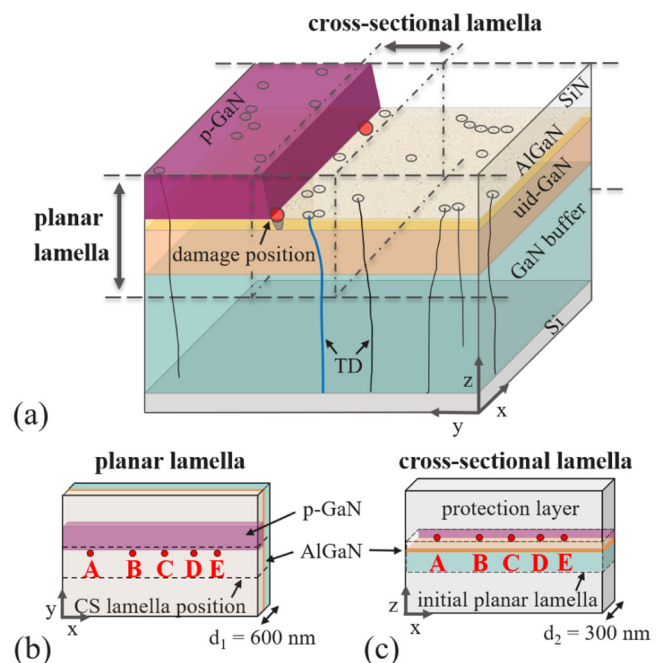 cross-sectional lamella
p-GaN
SiN
AlGaN
uid-GaN
GaN buffer
Si
planar
lamella
damage position
TD
z
x
y
(a)
planar lamella
p-GaN
AlGaN
A B C D E
CS lamella position
y
x
d₁ = 600 nm
(b)
cross-sectional lamella
protection layer
A B C D E
initial planar lamella
z
x
d₂ = 300 nm
(c)